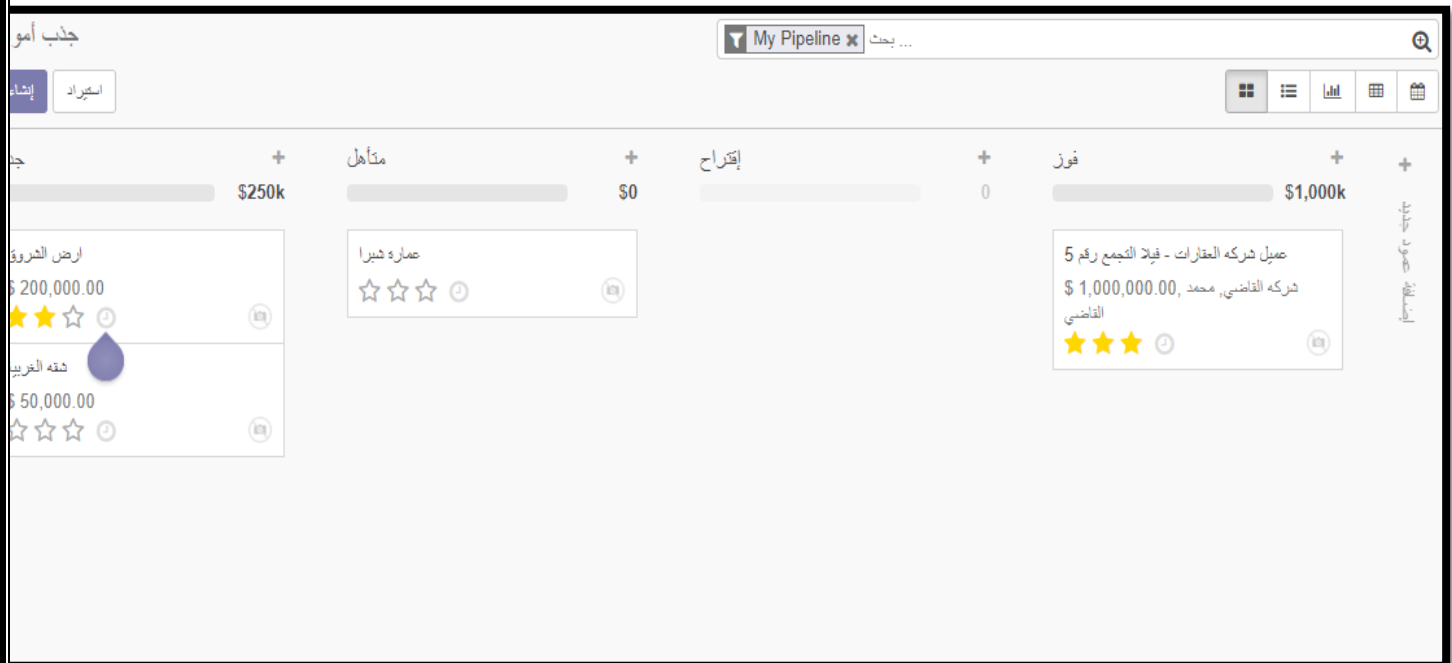 جذب أمو
My Pipeline
بحث ...
استيراد
إنشاء
$250k
متأهل
$0
إقتراح
0
فوز
$1,000k
إضافة عمود جديد
ارض الشروق
$ 200,000.00
شقه الغربيه
$ 50,000.00
عماره شبرا
عميل شركه العقارات - فيلا التجمع رقم 5
$ 1,000,000.00, شركه القاضي, محمد
القاضي